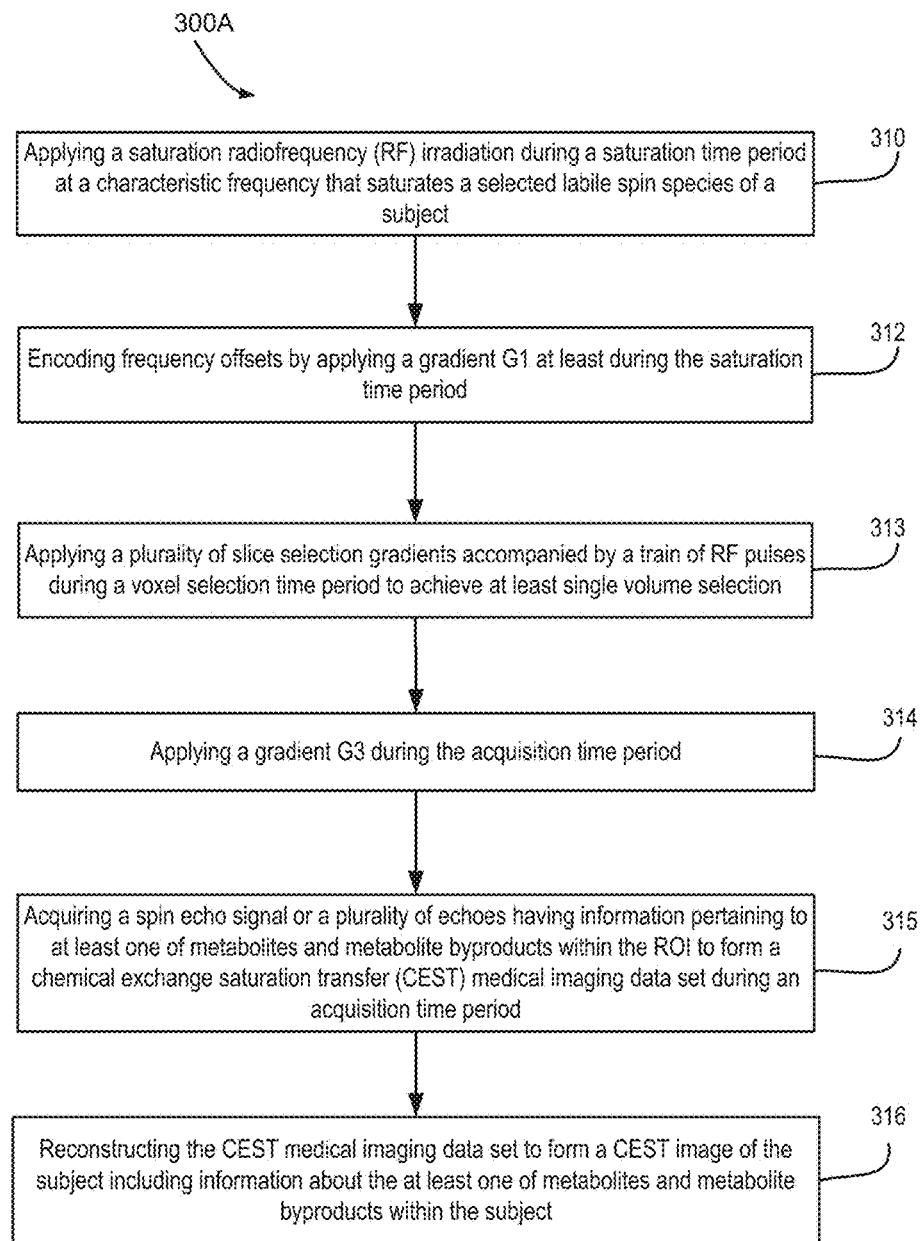 300A
Applying a saturation radiofrequency (RF) irradiation during a saturation time period
at a characteristic frequency that saturates a selected labile spin species of a
subject
310
Encoding frequency offsets by applying a gradient G1 at least during the saturation
time period
312
Applying a plurality of slice selection gradients accompanied by a train of RF pulses
during a voxel selection time period to achieve at least single volume selection
313
Applying a gradient G3 during the acquisition time period
314
Acquiring a spin echo signal or a plurality of echoes having information pertaining to
at least one of metabolites and metabolite byproducts within the ROI to form a
chemical exchange saturation transfer (CEST) medical imaging data set during an
acquisition time period
315
Reconstructing the CEST medical imaging data set to form a CEST image of the
subject including information about the at least one of metabolites and metabolite
byproducts within the subject
316